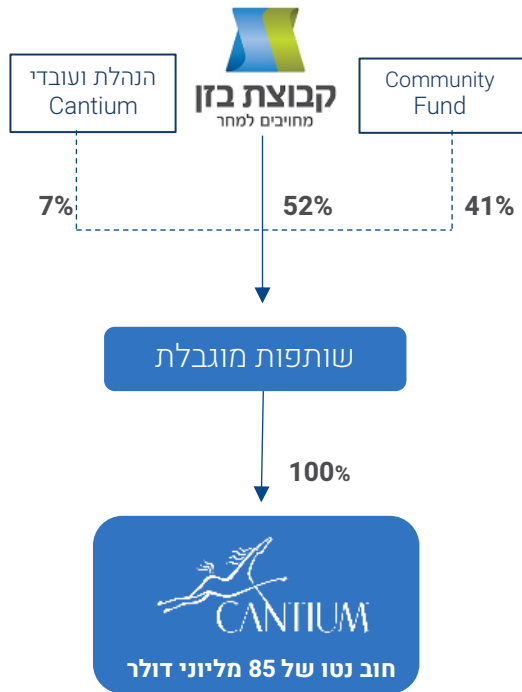 הנהלת ועובדי
Cantium
קבוצת בזן
מחויבים למחר
Community
Fund
7%
52%
41%
שותפות מוגבלת
100%
CANTIUM
חוב נטו של 85 מליוני דולר